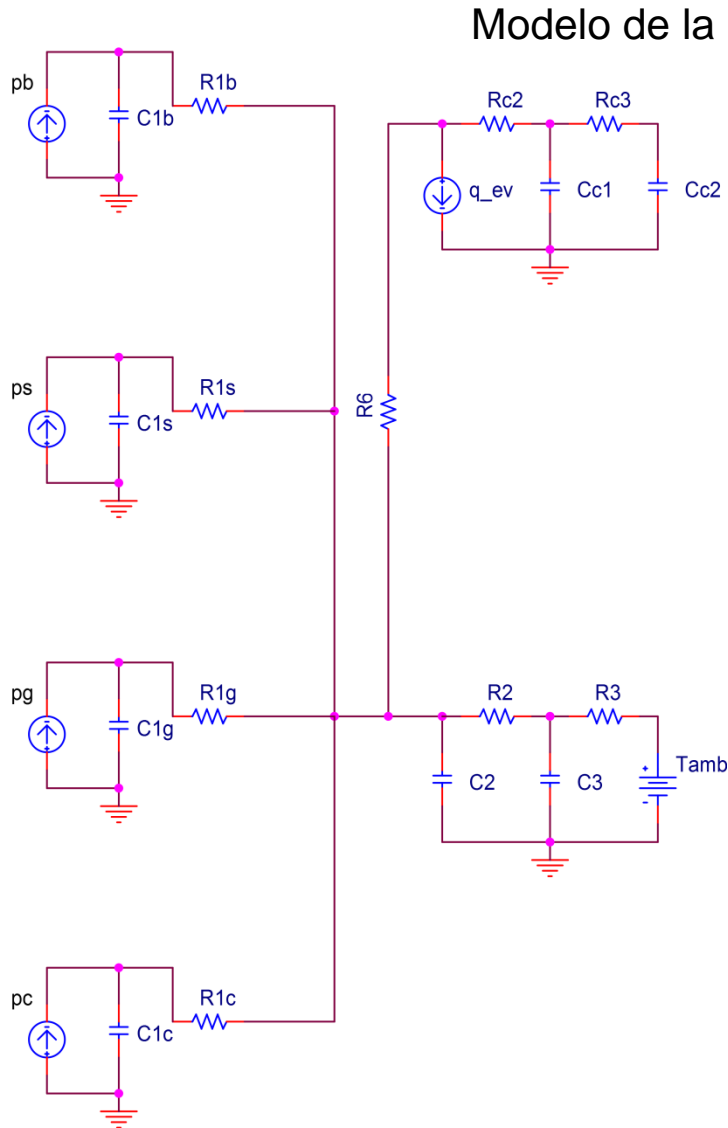 Modelo de la
pb
R1b
C1b
Rc2
Rc3
q_ev
Cc1
Cc2
ps
R1s
C1s
R6
pg
R1g
C1g
R2
R3
C2
C3
Tamb
pc
R1c
C1c